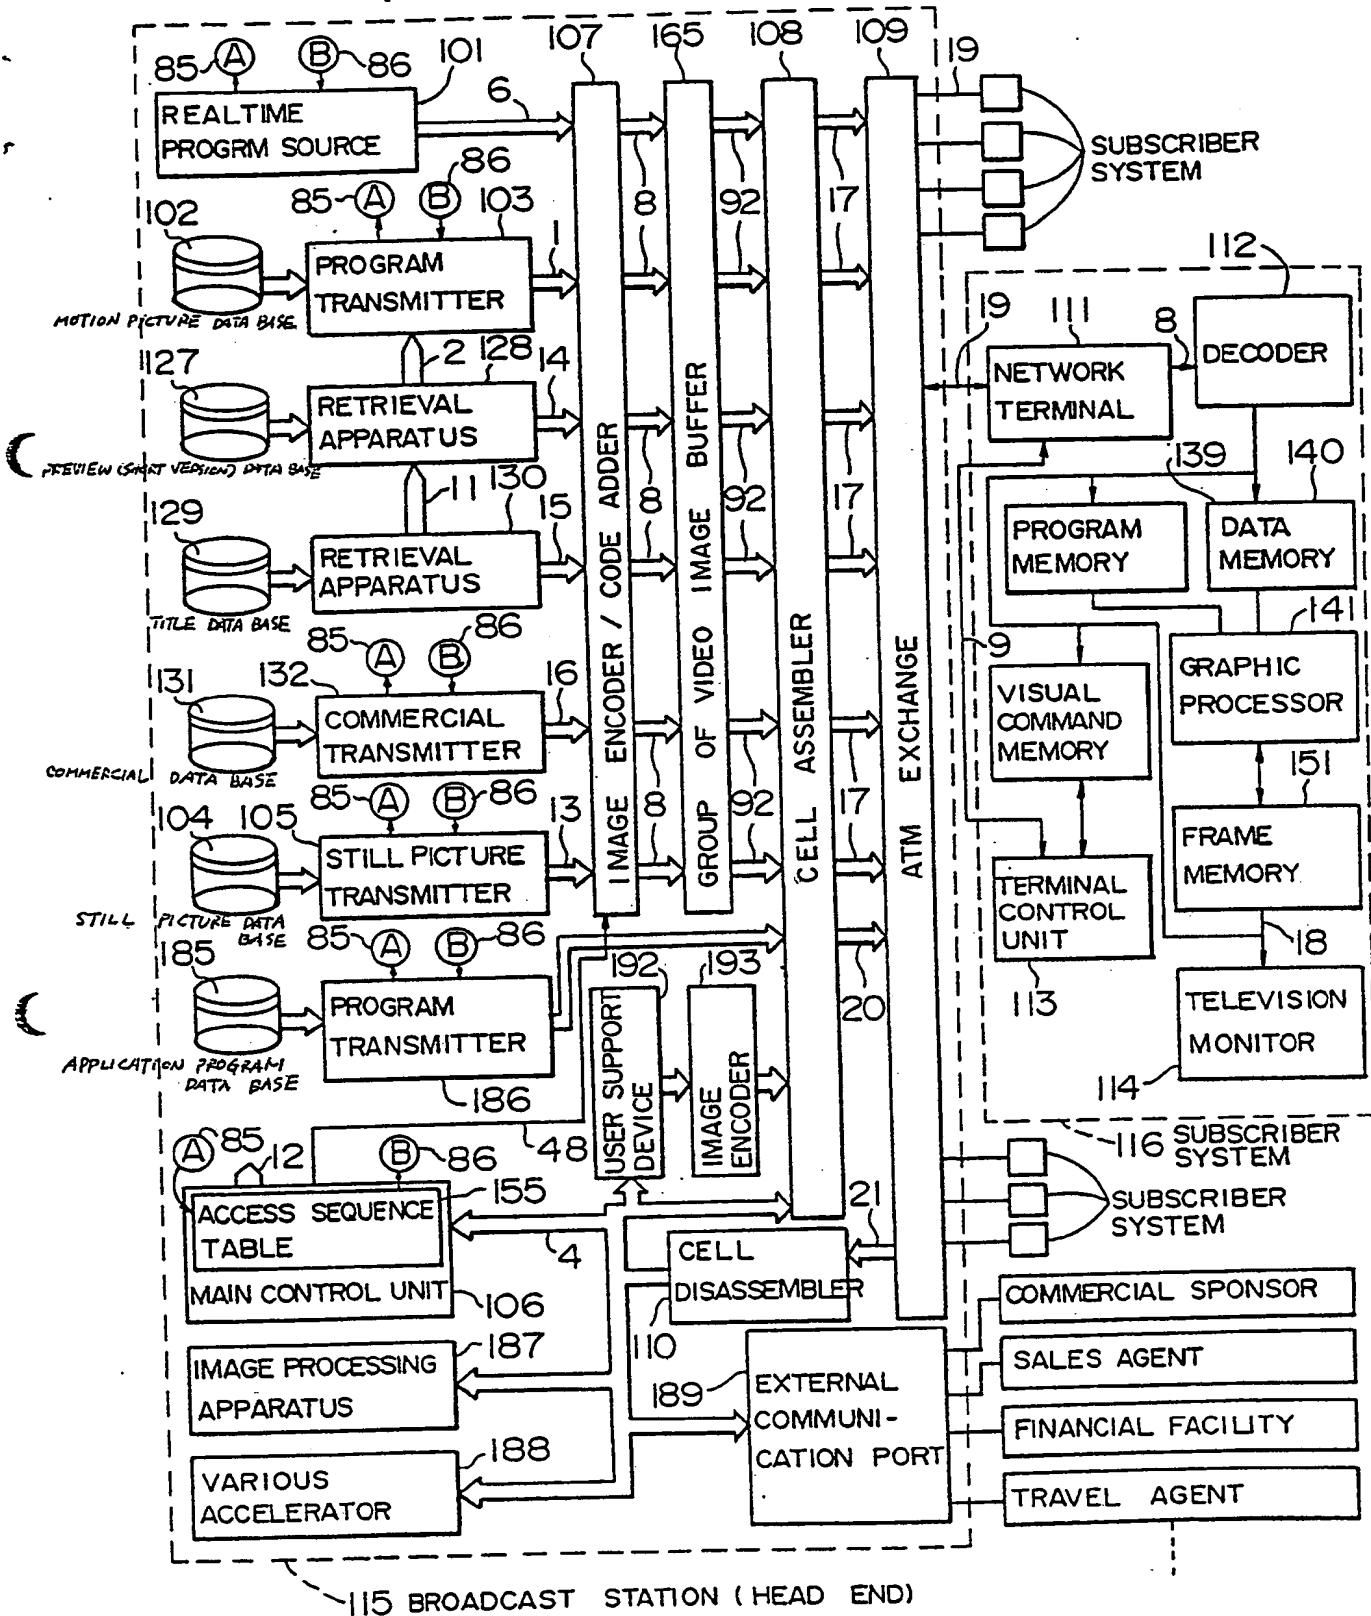 107
165
108
109
85 A
B 86
101
19
REALTIME
PROGRM SOURCE
6
SUBSCRIBER
SYSTEM
8
92
17
85 A
B
86
103
102
PROGRAM
TRANSMITTER
1
8
92
17
MOTION PICTURE DATA BASE
112
19
111
8
DECODER
NETWORK
TERMINAL
127
2
128
14
RETRIEVAL
APPARATUS
PREVIEW (SHORT VERSION) DATA BASE
8
92
17
11
130
129
15
RETRIEVAL
APPARATUS
TITLE DATA BASE
8
92
17
139
140
PROGRAM
MEMORY
DATA
MEMORY
141
9
GRAPHIC
PROCESSOR
VISUAL
COMMAND
MEMORY
151
FRAME
MEMORY
TERMINAL
CONTROL
UNIT
113
18
TELEVISION
MONITOR
114
116 SUBSCRIBER
SYSTEM
IMAGE ENCODER / CODE ADDER
GROUP OF VIDEO IMAGE BUFFER
CELL ASSEMBLER
ATM EXCHANGE
85
A
B
86
131
132
COMMERCIAL
TRANSMITTER
16
COMMERCIAL DATA BASE
8
92
17
85 A
B 86
104
105
STILL PICTURE
TRANSMITTER
13
STILL PICTURE DATA
BASE
85 A
B 86
185
PROGRAM
TRANSMITTER
186
APPLICATION PROGRAM
DATA BASE
192
193
20
USER SUPPORT
DEVICE
IMAGE
ENCODER
48
A 85
12
B 86
155
ACCESS SEQUENCE
TABLE
MAIN CONTROL UNIT
106
4
21
CELL
DISASSEMBLER
110
SUBSCRIBER
SYSTEM
187
IMAGE PROCESSING
APPARATUS
188
VARIOUS
ACCELERATOR
189
EXTERNAL
COMMUNI-
CATION PORT
COMMERCIAL SPONSOR
SALES AGENT
FINANCIAL FACILITY
TRAVEL AGENT
115 BROADCAST STATION (HEAD END)